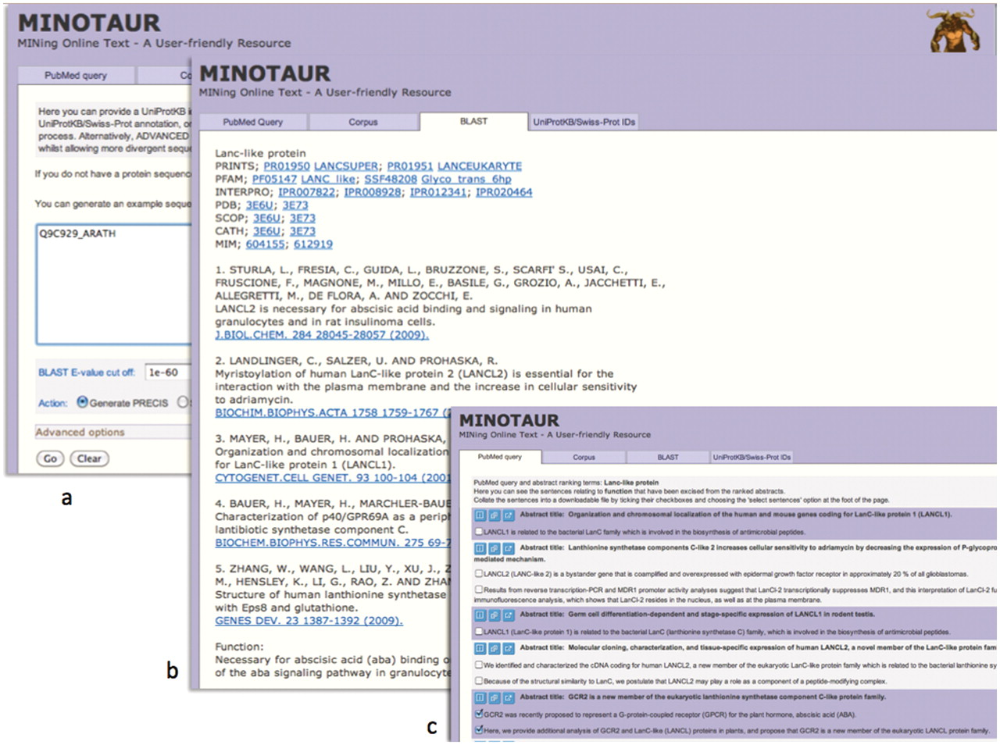 MINOTAUR
MINing Online Text - A User-friendly Resource
PubMed query
Co
Here you can provide a UniProtKB i
UniProtKB/Swiss-Prot annotation, or
process. Alternatively, ADVANCED
whilst allowing more divergent seque
If you do not have a protein sequenc
You can generate an example seque
Q9C929_ARATH
BLAST E-value cut off: 1e-60
Action: Generate PRECIS
Advanced options
Go Clear
a
MINOTAUR
MINing Online Text - A User-friendly Resource
PubMed Query Corpus BLAST UniProtKB/Swiss-Prot IDs
Lanc-like protein
PRINTS; PR01950 LANCSUPER; PR01951 LANCEUKARYTE
PFAM; PF05147 LANC_like; SSF48208 Glyco_trans_6hp
INTERPRO; IPR007822; IPR008928; IPR012341; IPR020464
PDB; 3E6U; 3E73
SCOP; 3E6U; 3E73
CATH; 3E6U; 3E73
MIM; 604155; 612919
1. STURLA, L., FRESIA, C., GUIDA, L., BRUZZONE, S., SCARFI' S., USAI, C.,
FRUSCIONE, F., MAGNONE, M., MILLO, E., BASILE, G., GROZIO, A., JACCHETTI, E.,
ALLEGRETTI, M., DE FLORA, A. AND ZOCCHI, E.
LANCL2 is necessary for abscisic acid binding and signaling in human
granulocytes and in rat insulinoma cells.
J.BIOL.CHEM. 284 28045-28057 (2009).
2. LANDLINGER, C., SALZER, U. AND PROHASKA, R.
Myristoylation of human LanC-like protein 2 (LANCL2) is essential for the
interaction with the plasma membrane and the increase in cellular sensitivity
to adriamycin.
BIOCHIM.BIOPHYS.ACTA 1758 1759-1767 (
3. MAYER, H., BAUER, H. AND PROHASKA,
Organization and chromosomal localization
for LanC-like protein 1 (LANCL1).
CYTOGENET.CELL GENET. 93 100-104 (2001
4. BAUER, H., MAYER, H., MARCHLER-BAUE
Characterization of p40/GPR69A as a periph
lantibiotic synthetase component C.
BIOCHEM.BIOPHYS.RES.COMMUN. 275 69-7
5. ZHANG, W., WANG, L., LIU, Y., XU, J., Z
M., HENSLEY, K., LI, G., RAO, Z. AND ZHAN
Structure of human lanthionine synthetase
with Eps8 and glutathione.
GENES DEV. 23 1387-1392 (2009).
Function:
Necessary for abscisic acid (aba) binding o
of the aba signaling pathway in granulocyte
b
MINOTAUR
MINing Online Text - A User-friendly Resource
PubMed query Corpus BLAST UniProtKB/Swiss-Prot IDs
PubMed query and abstract ranking terms: Lanc-like protein
Here you can see the sentences relating to function that have been excised from the ranked abstracts.
Collate the sentences into a downloadable file by ticking their checkboxes and choosing the 'select sentences' option at the foot of the page.
Abstract title: Organization and chromosomal localization of the human and mouse genes coding for LanC-like protein 1 (LANCL1).
LANCL1 is related to the bacterial LanC family which is involved in the biosynthesis of antimicrobial peptides.
Abstract title: Lanthionine synthetase components C-like 2 increases cellular sensitivity to adriamycin by decreasing the expression of P-glycopro
mediated mechanism.
LANCL2 (LANC-like 2) is a bystander gene that is coamplified and overexpressed with epidermal growth factor receptor in approximately 20 % of all glioblastomas.
Results from reverse transcription-PCR and MDR1 promoter activity analyses suggest that LanCl-2 transcriptionally suppresses MDR1, and this interpretation of LanCl-2 fu
immunofluorescence analysis, which shows that LanCl-2 resides in the nucleus, as well as at the plasma membrane.
Abstract title: Germ cell differentiation-dependent and stage-specific expression of LANCL1 in rodent testis.
LANCL1 (LanC-like protein 1) is related to the bacterial LanC (lanthionine synthetase C) family, which is involved in the biosynthesis of antimicrobial peptides.
Abstract title: Molecular cloning, characterization, and tissue-specific expression of human LANCL2, a novel member of the LanC-like protein fam
We identified and characterized the cDNA coding for human LANCL2, a new member of the eukaryotic LanC-like protein family which is related to the bacterial lanthionine sy
Because of the structural similarity to LanC, we postulate that LANCL2 may play a role as a component of a peptide-modifying complex.
Abstract title: GCR2 is a new member of the eukaryotic lanthionine synthetase component C-like protein family.
GCR2 was recently proposed to represent a G-protein-coupled receptor (GPCR) for the plant hormone, abscisic acid (ABA).
Here, we provide additional analysis of GCR2 and LanC-like (LANCL) proteins in plants, and propose that GCR2 is a new member of the eukaryotic LANCL protein family.
c